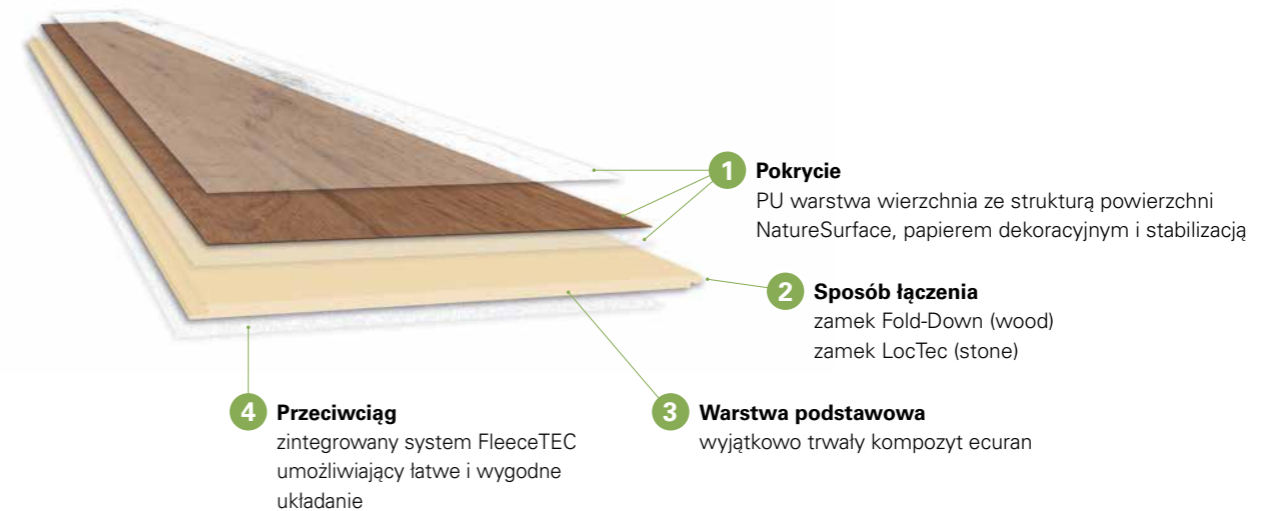 1 Pokrycie
PU warstwa wierzchnia ze strukturą powierzchni
NatureSurface, papierem dekoracyjnym i stabilizacją
2 Sposób łączenia
zamek Fold-Down (wood)
zamek LocTec (stone)
3 Warstwa podstawowa
wyjątkowo trwały kompozyt ecuran
4 Przeciwciąg
zintegrowany system FleeceTEC
umożliwiający łatwe i wygodne
układanie